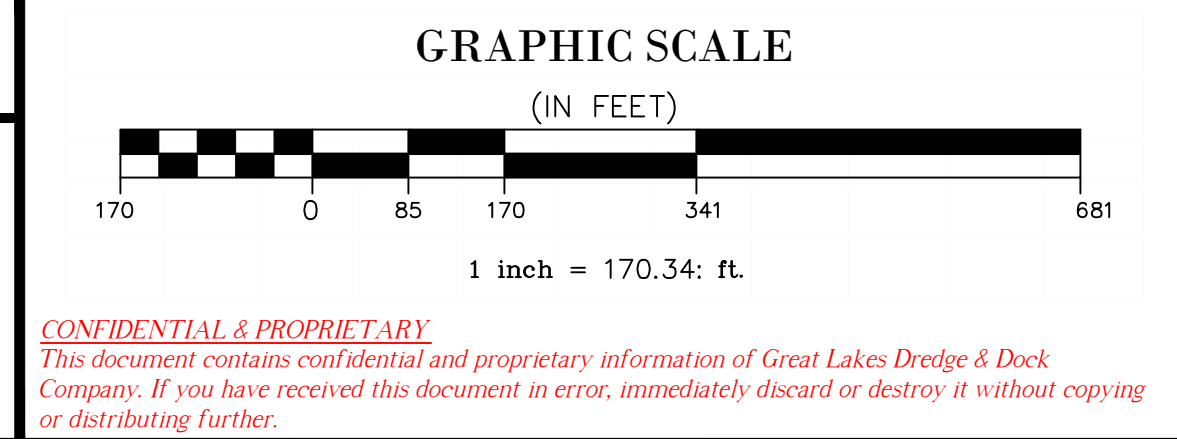 GRAPHIC SCALE
(IN FEET)
170 0 85 170 341 681
1 inch = 170.34: ft.
CONFIDENTIAL & PROPRIETARY
This document contains confidential and proprietary information of Great Lakes Dredge & Dock
Company. If you have received this document in error, immediately discard or destroy it without copying
or distributing further.